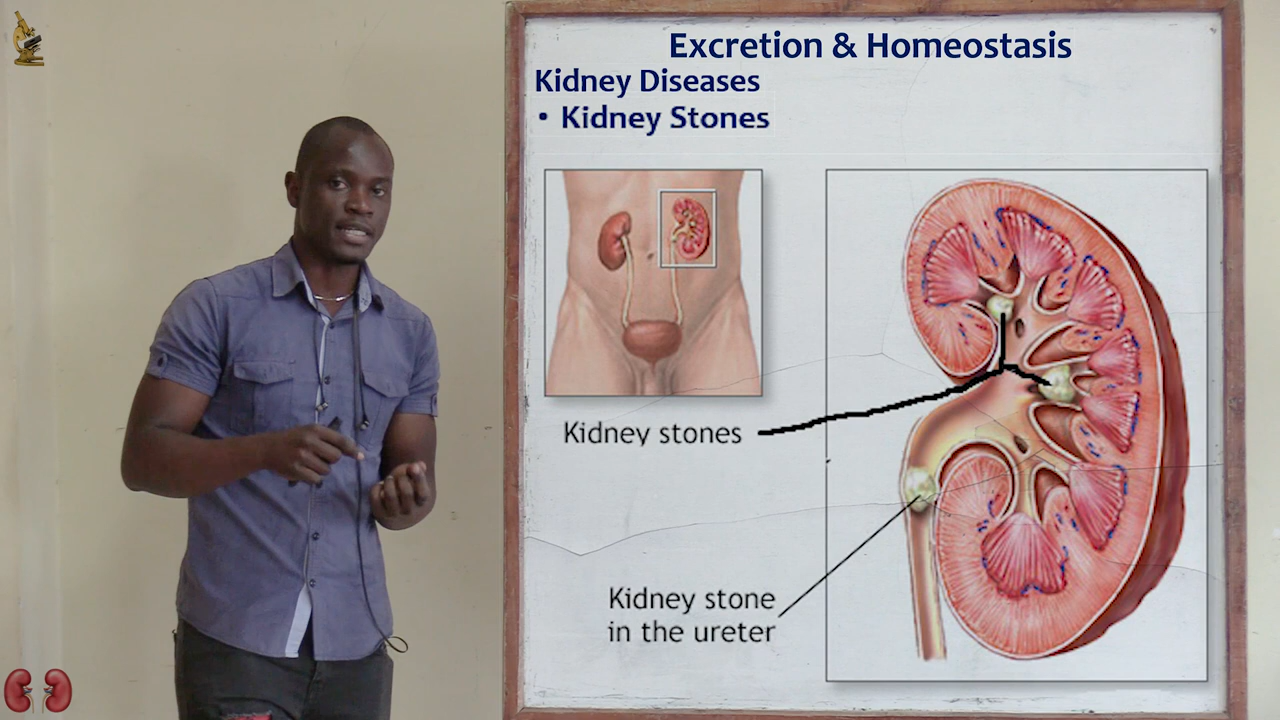 Excretion & Homeostasis
Kidney Diseases
• Kidney Stones
Kidney stones
Kidney stone
in the ureter